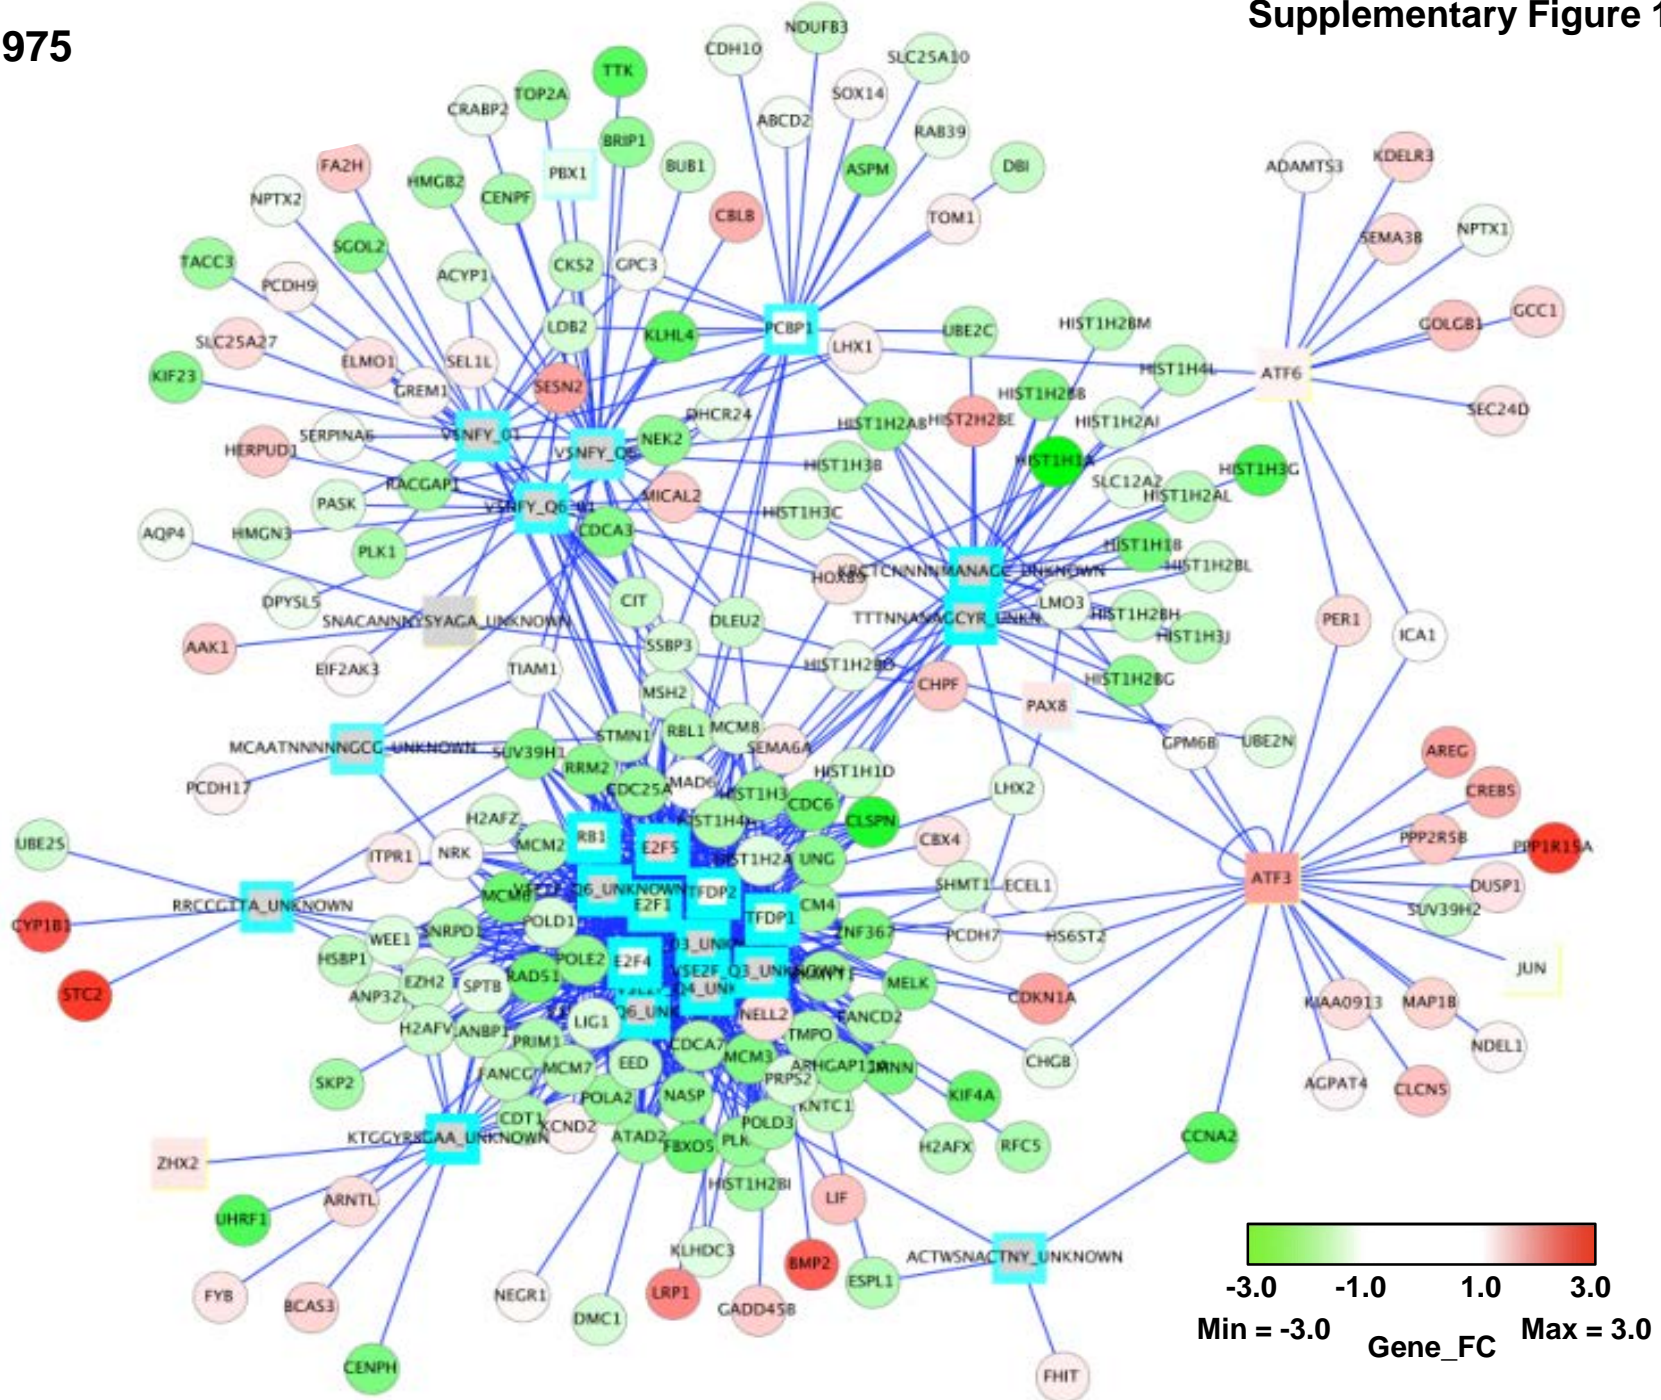 975
Supplementary Figure 1
NDUFB3
CDH10
SLC25A10
TTK
TOP2A
CRABP2
SOX14
ABCD2
RAB39
BRIP1
PBX1
BUB1
ASPM
DBI
FA2H
HMGB2
CENPF
NPTX2
CBLB
TOM1
ADAMTS3
KDELR3
SEMA3B
NPTX1
SGOL2
TACC3
PCDH9
ACYP1
CKS2
GPC3
GOLGB1
GCC1
SLC25A27
ELMO1
SEL1L
LDB2
KLHL4
PCBP1
LHX1
UBE2C
HIST1H2BM
HIST1H4L
ATF6
KIF23
GREM1
SESN2
HIST1H2BB
SEC24D
SERPINA6
V$NFY_01
DHCR24
HIST1H2AB
HIST2H2BE
HIST1H2AI
HERPUD1
NEK2
HIST1H3B
HIST1H1A
HIST1H3G
RACGAP1
SLC12A2
HIST1H2AL
PASK
MICAL2
HIST1H3C
AQP4
HMGN3
PLK1
CDCA3
HIST1H1B
HIST1H2BL
HOXB9
DPYSL5
CIT
DLEU2
LMO3
HIST1H2BH
PER1
ICA1
SNACANNNYSYAGA_UNKNOWN
HIST1H3J
AAK1
EIF2AK3
SSBP3
TIAM1
HIST1H2BG
MSH2
CHPF
PAX8
MCAATNNNNNGCG_UNKNOWN
SUV39H1
STMN1
RBL1
MCM8
SEMA6A
GPM6B
UBE2N
AREG
PCDH17
RRM2
CDC25A
HIST1H1D
LHX2
CREB5
CDC6
CLSPN
PPP2R5B
PPP1R15A
UBE2S
H2AFZ
MCM2
RB1
E2F5
UNG
CBX4
ITPR1
NRK
ATF3
DUSP1
SHMT1
ECEL1
TFDP2
E2F1
TFDP1
SUV39H2
RRCCGTTA_UNKNOWN
CYP1B1
POLD1
WEE1
SNRPD1
ZNF367
PCDH7
HS6ST2
HSBP1
POLE2
E2F4
JUN
EZH2
SPTB
RAD51
MELK
CDKN1A
STC2
KIAA0913
MAP1B
H2AFV
LIG1
NELL2
FANCD2
TMPO
PRIM1
NDEL1
EED
CDCA7
MCM3
CHGB
SKP2
FANCG
MCM7
PRPS2
AGPAT4
CLCN5
POLA2
NASP
KIF4A
CDT1
KCND2
KNTC1
POLD3
KTGGYRSGAA_UNKNOWN
ATAD2
FBXO5
H2AFX
RFC5
CCNA2
ZHX2
HIST1H2BI
ARNTL
LIF
UHRF1
KLHDC3
BMP2
ACTWSNACTNY_UNKNOWN
ESPL1
FYB
BCAS3
NEGR1
LRP1
GADD45B
DMC1
CENPH
FHIT
-3.0 -1.0 1.0 3.0
Min = -3.0 Max = 3.0
Gene_FC